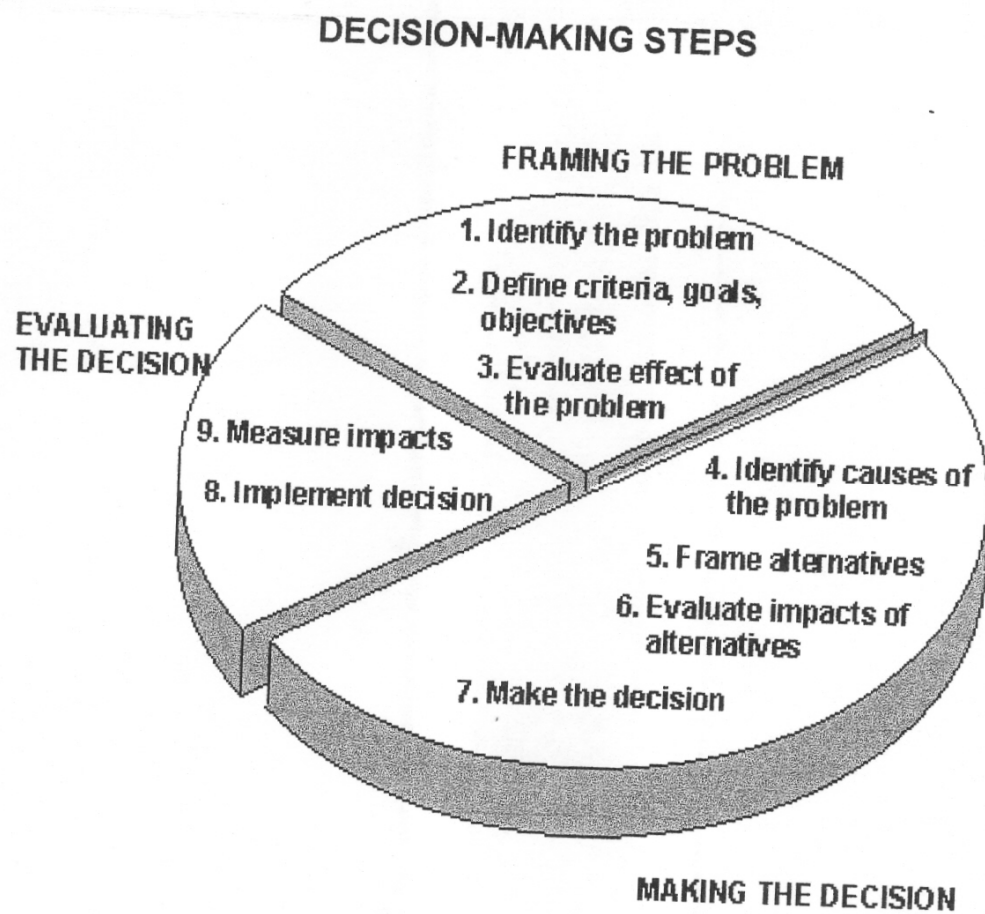 DECISION-MAKING STEPS
FRAMING THE PROBLEM
1. Identify the problem
2. Define criteria, goals,
objectives
3. Evaluate effect of
the problem
4. Identify causes of
the problem
5. Frame alternatives
6. Evaluate impacts of
alternatives
7. Make the decision
MAKING THE DECISION
EVALUATING
THE DECISION
9. Measure impacts
8. Implement decision